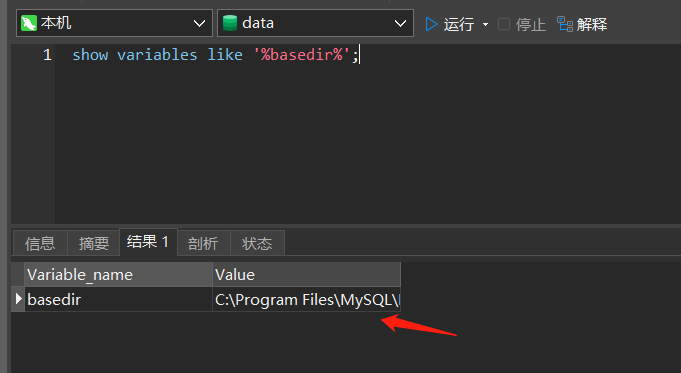 本机 data 运行 停止 解释
1 show variables like '%basedir%';
信息 摘要 结果 1 剖析 状态
Variable_name Value
basedir C:\Program Files\MySQL\